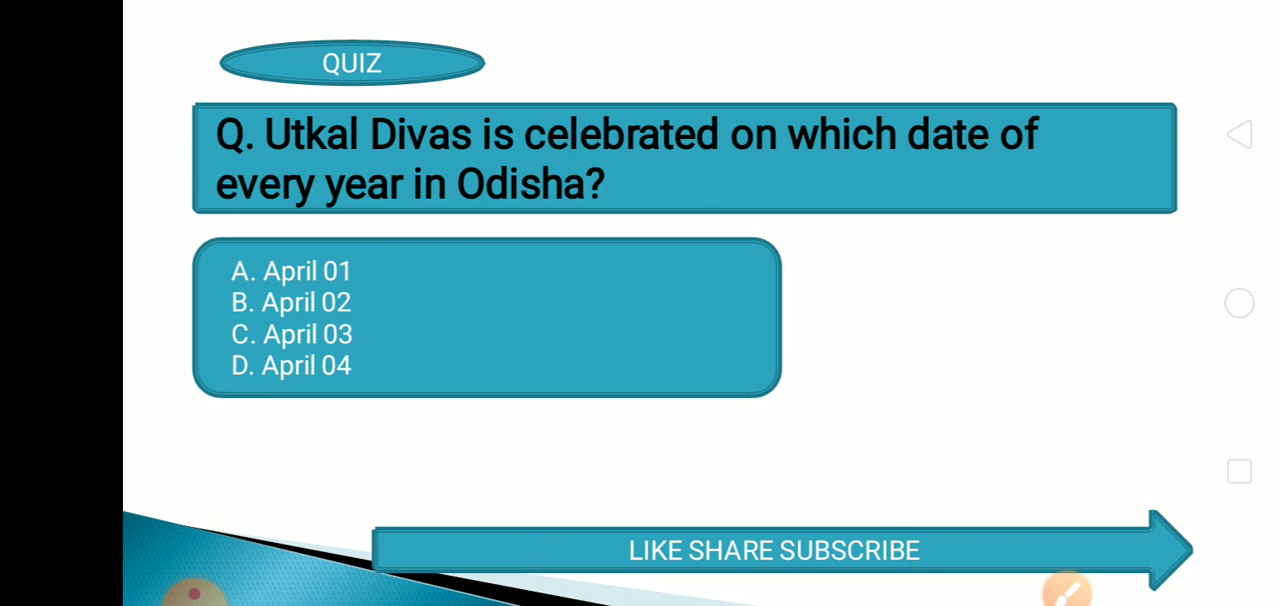 QUIZ
Q. Utkal Divas is celebrated on which date of
every year in Odisha?
A. April 01
B. April 02
C. April 03
D. April 04
LIKE SHARE SUBSCRIBE